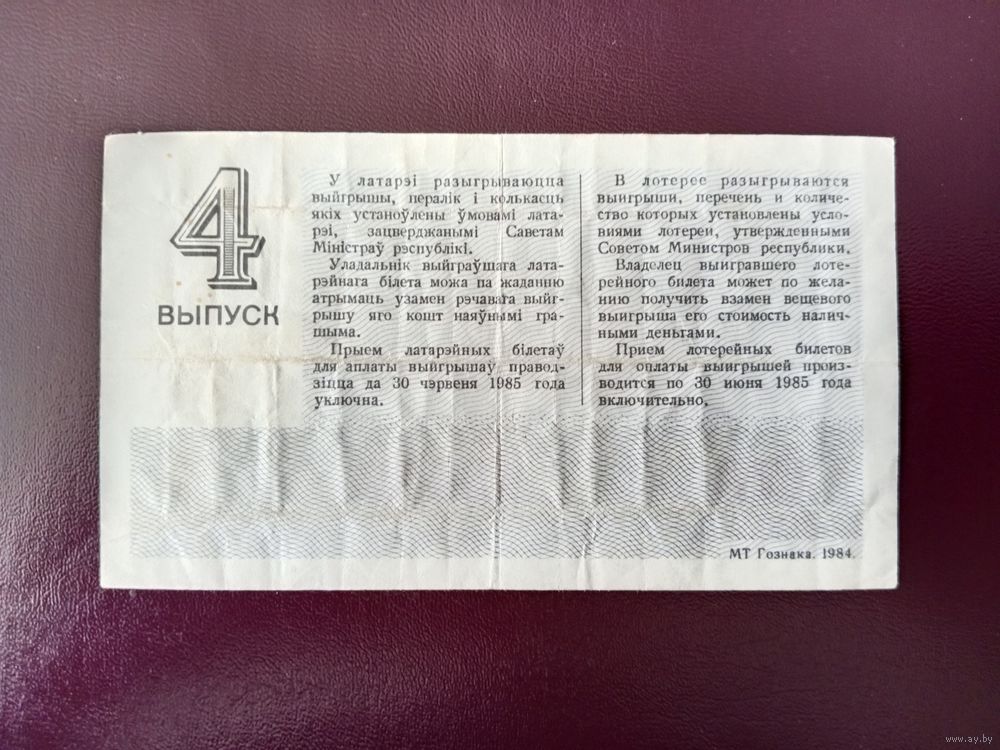 4
ВЫПУСК
У латарэі разыгрываюцца
выйгрышы, пералік і колькасць
якіх устаноўлены ўмовамі лата-
рэі, зацверджанымі Саветам
Міністраў рэспублікі.
Уладальнік выйграўшага лата-
рэйнага білета можа па жаданню
атрымаць узамен рэчавага выйг-
рышу яго кошт наяўнымі гра-
шыма.
Прыем латарэйных білетаў
для аплаты выйгрышаў праводзі-
зіцца да 30 чэрвеня 1985 года
уключна.
В лотерее разыгрываются
выигрыши, перечень и количе-
ство которых установлены усло-
виями лотереи, утвержденными
Советом Министров республики.
Владелец выигравшего лоте-
рейного билета может по жела-
нию получить взамен вещевого
выигрыша его стоимость налич-
ными деньгами.
Прием лотерейных билетов
для оплаты выигрышей произ-
водится по 30 июня 1985 года
включительно.
МТ Гознака. 1984.
www.ay.by